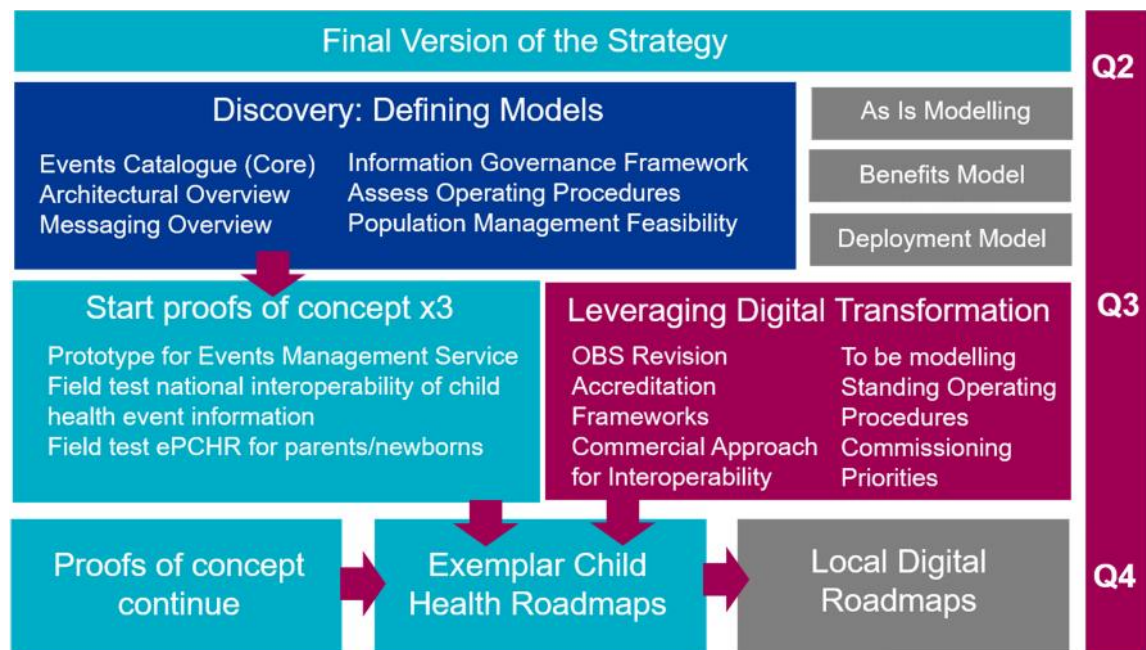 Final Version of the Strategy
Q2
Discovery: Defining Models
Events Catalogue (Core)
Architectural Overview
Messaging Overview
Information Governance Framework
Assess Operating Procedures
Population Management Feasibility
As Is Modelling
Benefits Model
Deployment Model
Q3
Start proofs of concept x3
Prototype for Events Management Service
Field test national interoperability of child
health event information
Field test ePCHR for parents/newborns
Leveraging Digital Transformation
OBS Revision
Accreditation
Frameworks
Commercial Approach
for Interoperability
To be modelling
Standing Operating
Procedures
Commissioning
Priorities
Proofs of concept
continue
Exemplar Child
Health Roadmaps
Local Digital
Roadmaps
Q4